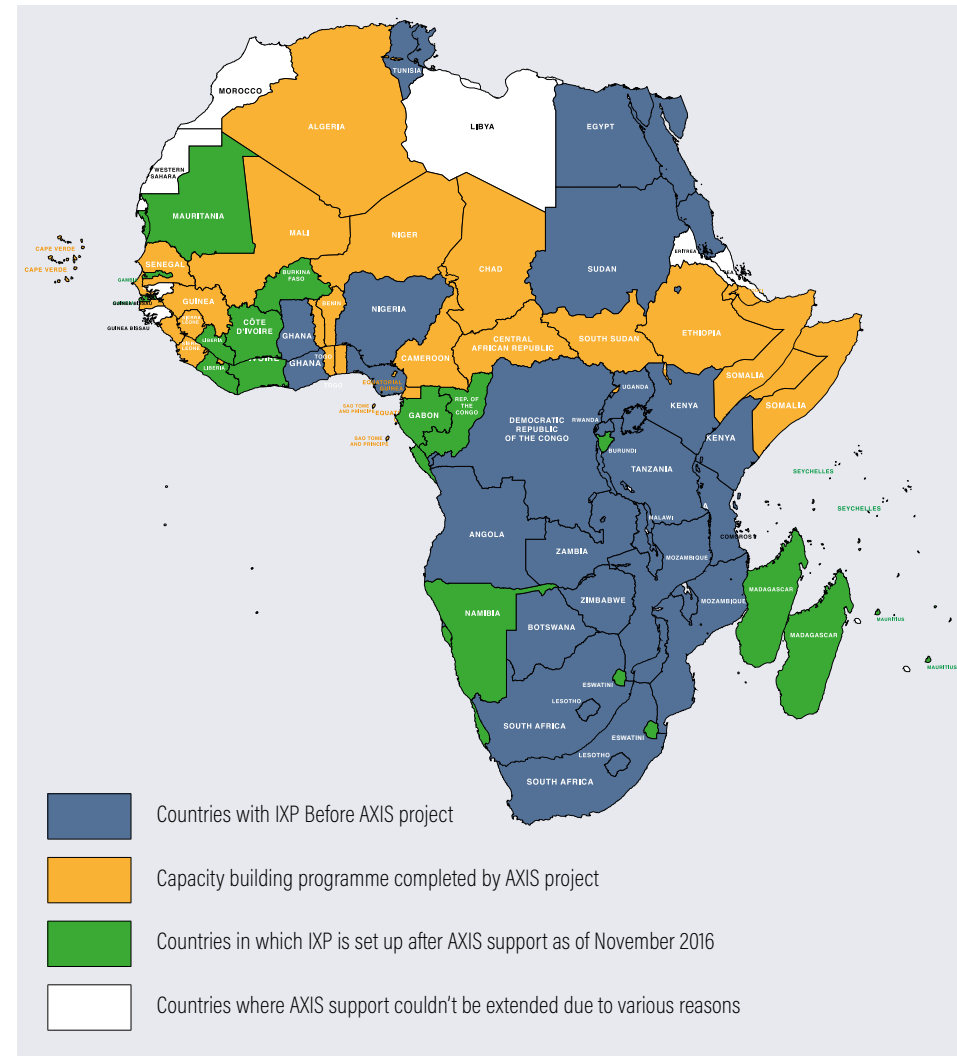 TUNISIA
MOROCCO
ALGERIA
LIBYA
EGYPT
WESTERN
SAHARA
MAURITANIA
MALI
NIGER
CAPE VERDE
CAPE VERDE
SENEGAL
CHAD
SUDAN
ERITREA
BURKINA
FASO
GUINEA
BENIN
NIGERIA
CÔTE
D'IVOIRE
GHANA
GUINEA BISSAU
LIBERIA
CENTRAL
AFRICAN REPUBLIC
SOUTH SUDAN
ETHIOPIA
CAMEROON
TOGO
GHANA
LIBERIA
SOMALIA
EQUATORIAL
GUINEA
UGANDA
REP. OF
THE
CONGO
KENYA
SOMALIA
SAO TOME
AND PRINCIPE
GABON
DEMOCRATIC
REPUBLIC
OF THE CONGO
RWANDA
KENYA
SAO TOME
AND PRINCIPE
BURUNDI
TANZANIA
SEYCHELLES
SEYCHELLES
MALAWI
ANGOLA
COMOROS
ZAMBIA
MOZAMBIQUE
MADAGASCAR
MOZAMBIQUE
ZIMBABWE
NAMIBIA
MAURITIUS
BOTSWANA
MADAGASCAR
MAURITIUS
ESWATINI
LESOTHO
SOUTH AFRICA
ESWATINI
LESOTHO
SOUTH AFRICA
Countries with IXP Before AXIS project
Capacity building programme completed by AXIS project
Countries in which IXP is set up after AXIS support as of November 2016
Countries where AXIS support couldn't be extended due to various reasons